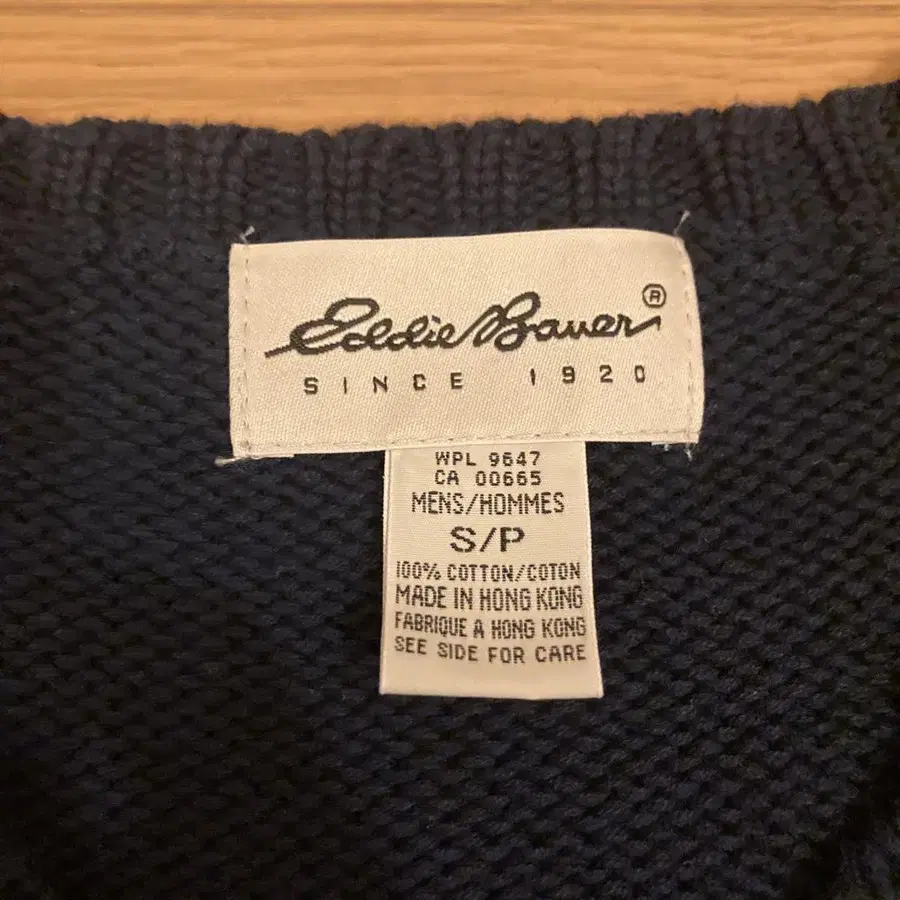 Eddie Bauer®
SINCE 1920
WPL 9647
CA 00665
MENS/HOMMES
S/P
100% COTTON/COTON
MADE IN HONG KONG
FABRIQUE A HONG KONG
SEE SIDE FOR CARE